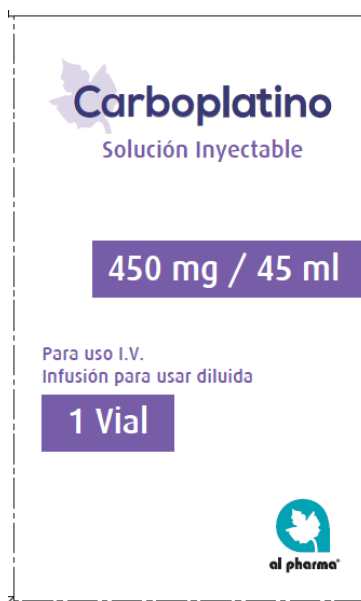 Carboplatino
Solución Inyectable
450 mg / 45 ml
Para uso I.V.
Infusión para usar diluida
1 Vial
al pharma®